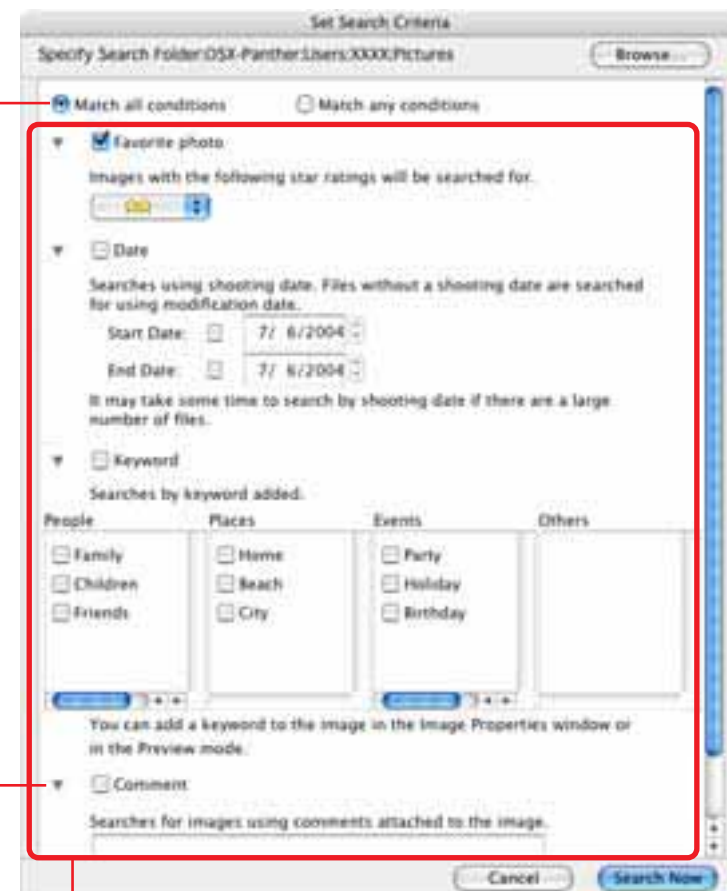 Set Search Criteria
Specify Search Folder:OSX-Panther:Users:XXXX:Pictures
Browse...
Match all conditions Match any conditions
Favorite photo
Images with the following star ratings will be searched for.
Date
Searches using shooting date. Files without a shooting date are searched
for using modification date.
Start Date: 7/ 6/2004
End Date: 7/ 6/2004
It may take some time to search by shooting date if there are a large
number of files.
Keyword
Searches by keyword added.
People Places Events Others
Family Home Party
Children Beach Holiday
Friends City Birthday
You can add a keyword to the image in the Image Properties window or
in the Preview mode.
Comment
Searches for images using comments attached to the image.
Cancel Search Now